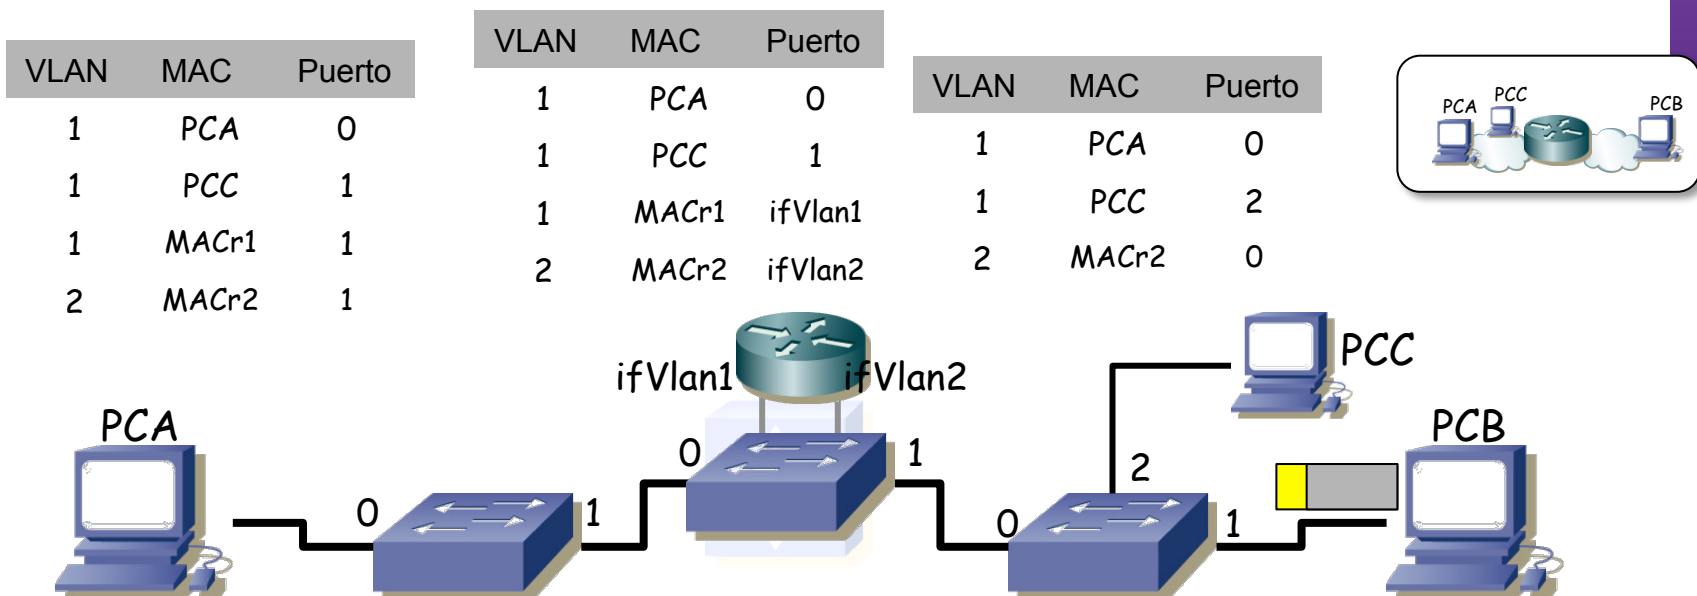 VLAN MAC Puerto
1 PCA 0
1 PCC 1
1 MACr1 1
2 MACr2 1
VLAN MAC Puerto
1 PCA 0
1 PCC 1
1 MACr1 ifVlan1
2 MACr2 ifVlan2
VLAN MAC Puerto
1 PCA 0
1 PCC 2
2 MACr2 0
PCA PCC PCB
ifVlan1 ifVlan2
PCC
PCA
PCB
0 1
0 1
2
0 1